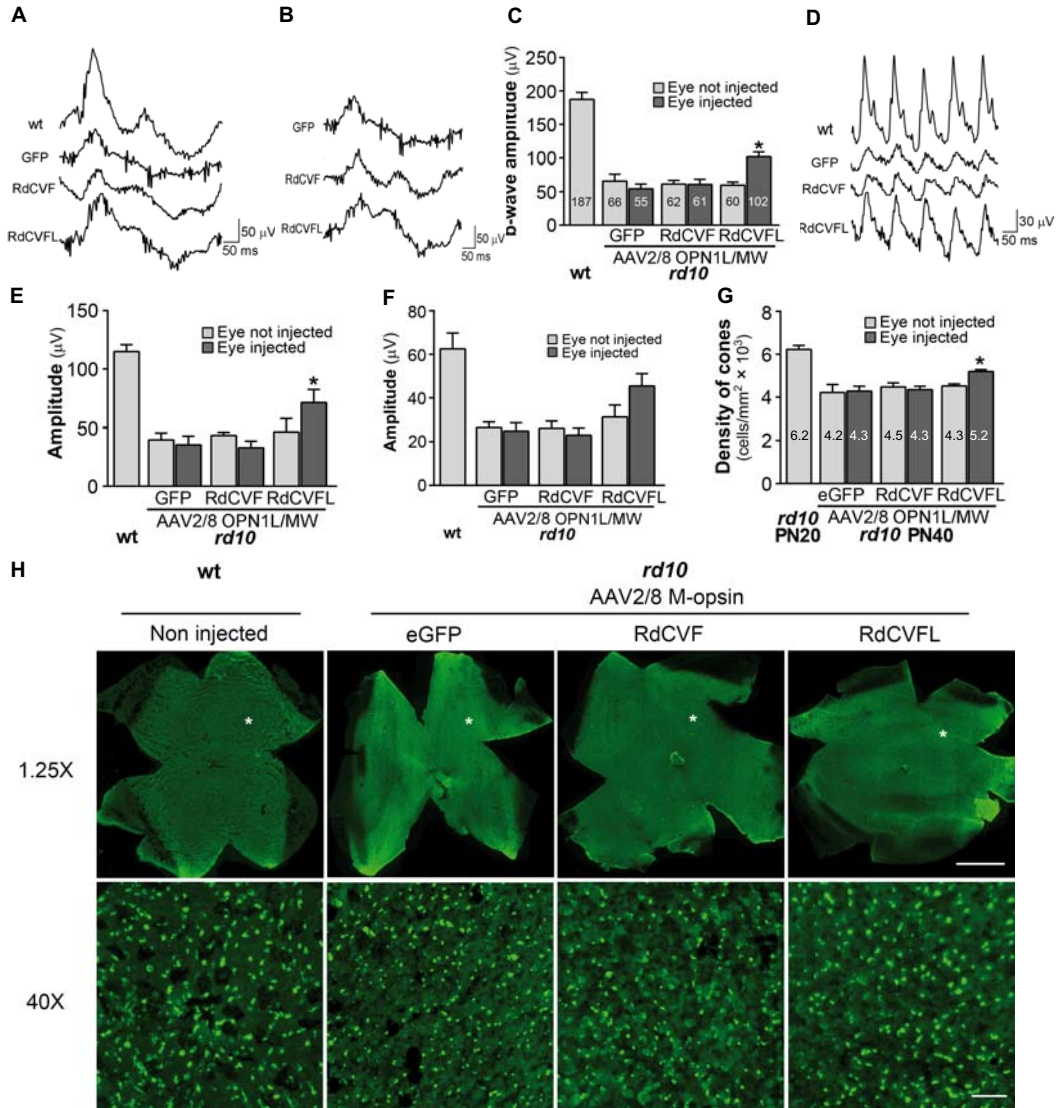 A
wt
GFP
RdCVF
RdCVFL
50 μV
50 ms
B
GFP
RdCVF
RdCVFL
50 μV
50 ms
C
b-wave amplitude (μV)
250
200
150
100
50
0
Eye not injected
Eye injected
*
187
66
55
62
61
60
102
GFP
RdCVF
RdCVFL
AAV2/8 OPN1L/MW
wt
rd10
D
wt
GFP
RdCVF
RdCVFL
30 μV
50 ms
E
Amplitude (μV)
150
100
50
0
Eye not injected
Eye injected
*
GFP
RdCVF
RdCVFL
AAV2/8 OPN1L/MW
wt
rd10
F
Amplitude (μV)
80
60
40
20
0
Eye not injected
Eye injected
GFP
RdCVF
RdCVFL
AAV2/8 OPN1L/MW
wt
rd10
G
Density of cones
(cells/mm² × 10³)
8
6
4
2
0
Eye not injected
Eye injected
*
6.2
4.2
4.3
4.5
4.3
4.3
5.2
eGFP
RdCVF
RdCVFL
AAV2/8 OPN1L/MW
rd10
PN20
rd10 PN40
H
wt
rd10
AAV2/8 M-opsin
Non injected
eGFP
RdCVF
RdCVFL
1.25X
*
*
*
*
40X